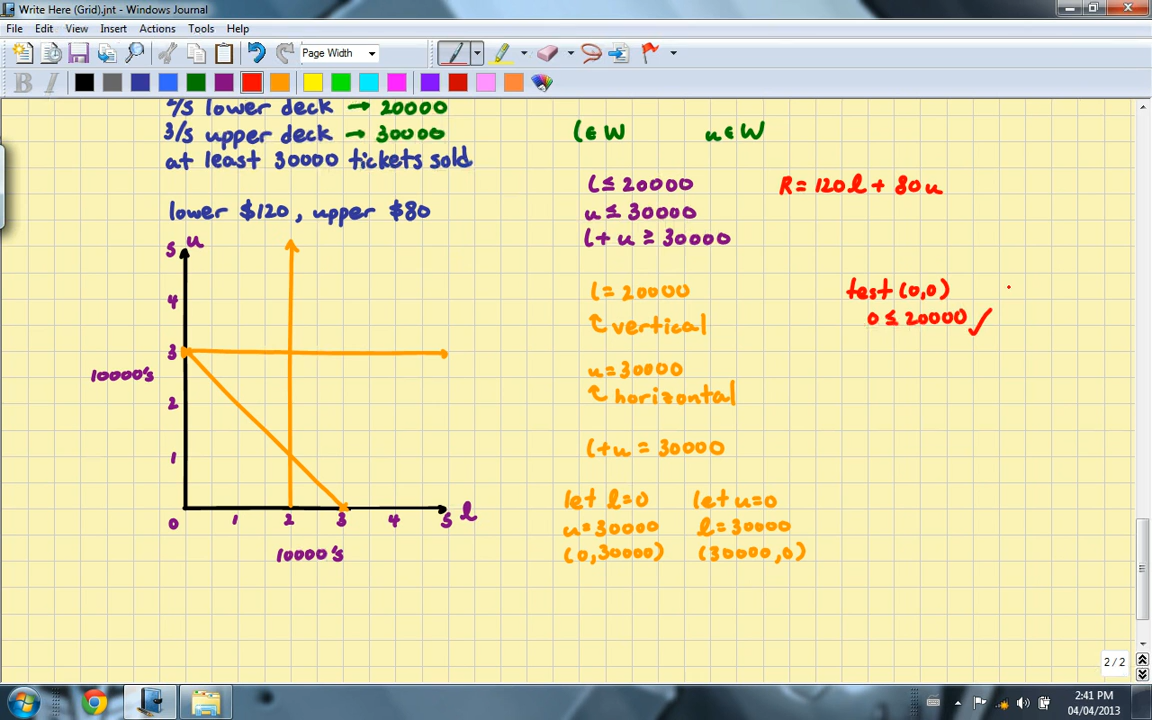 Write Here (Grid).jnt - Windows Journal
File Edit View Insert Actions Tools Help
Page Width
B I
2/5 lower deck → 20000
3/5 upper deck → 30000
at least 30000 tickets sold
lower $120, upper $80
l ∈ W u ∈ W
l ≤ 20000
u ≤ 30000
l + u ≥ 30000
R = 120l + 80u
l = 20000
vertical
u = 30000
horizontal
l + u = 30000
let l = 0
u = 30000
(0, 30000)
let u = 0
l = 30000
(30000, 0)
test (0,0)
0 ≤ 20000 ✓
5 u
4
3
10000's
2
1
0 1 2 3 4 5 l
10000's
2 / 2
2:41 PM
04/04/2013